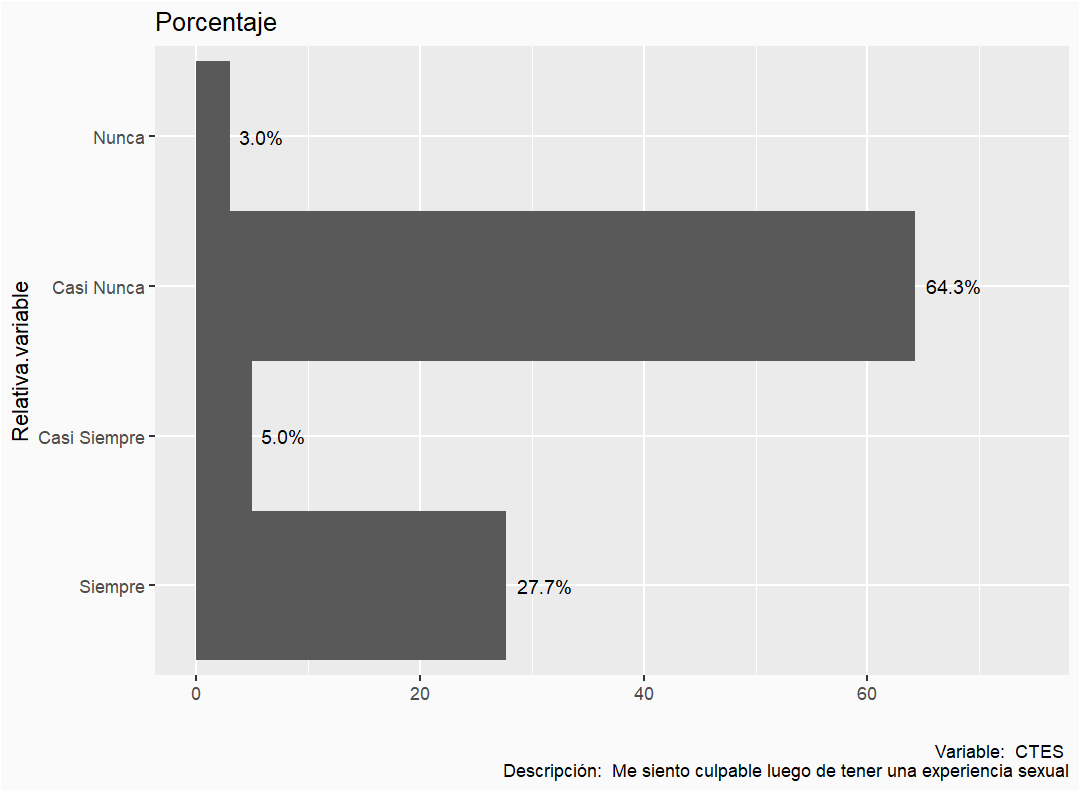 Porcentaje
Nunca
3.0%
Casi Nunca
64.3%
Relativa.variable
Casi Siempre
5.0%
Siempre
27.7%
0 20 40 60
Variable: CTES
Descripción: Me siento culpable luego de tener una experiencia sexual